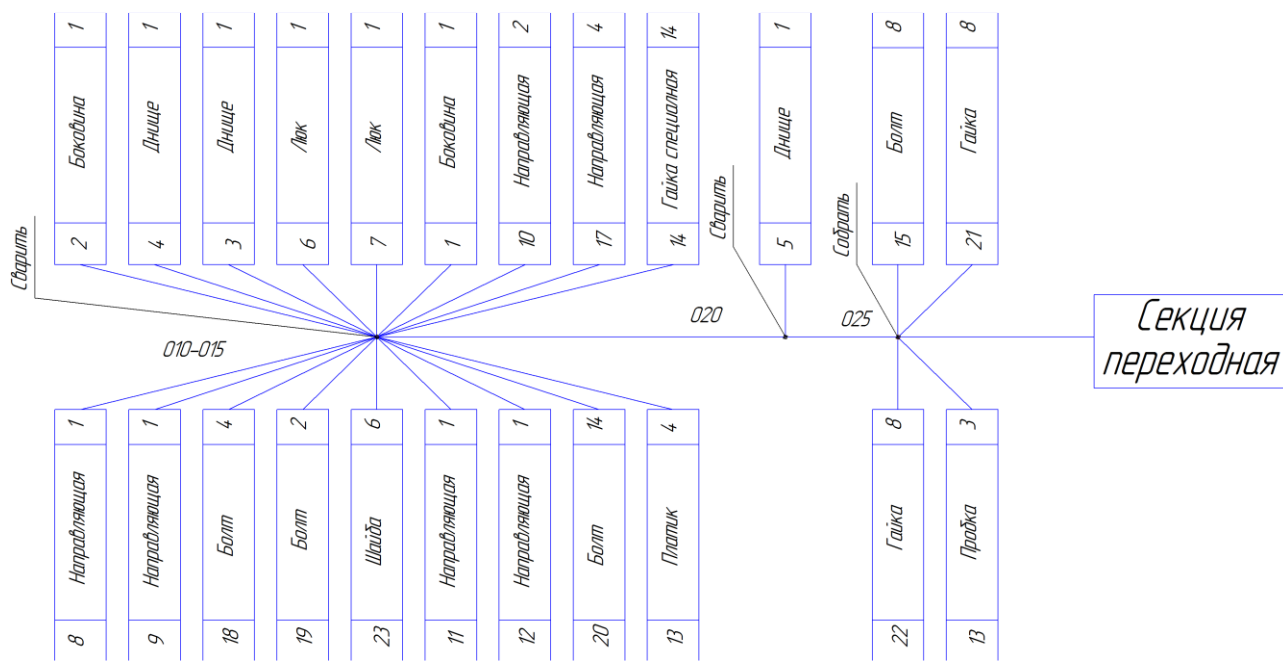 1
Боковина
2
1
Днище
4
1
Днище
3
1
Люк
6
1
Люк
7
1
Боковина
1
2
Направляющая
10
4
Направляющая
17
14
Гайка специалная
14
1
Днище
5
8
Болт
15
8
Гайка
21
Сварить
Сварить
Собрать
010-015
020
025
Секция
переходная
1
Направляющая
8
1
Направляющая
9
4
Болт
18
2
Болт
19
6
Шайба
23
1
Направляющая
11
1
Направляющая
12
14
Болт
20
4
Платик
13
8
Гайка
22
3
Пробка
13